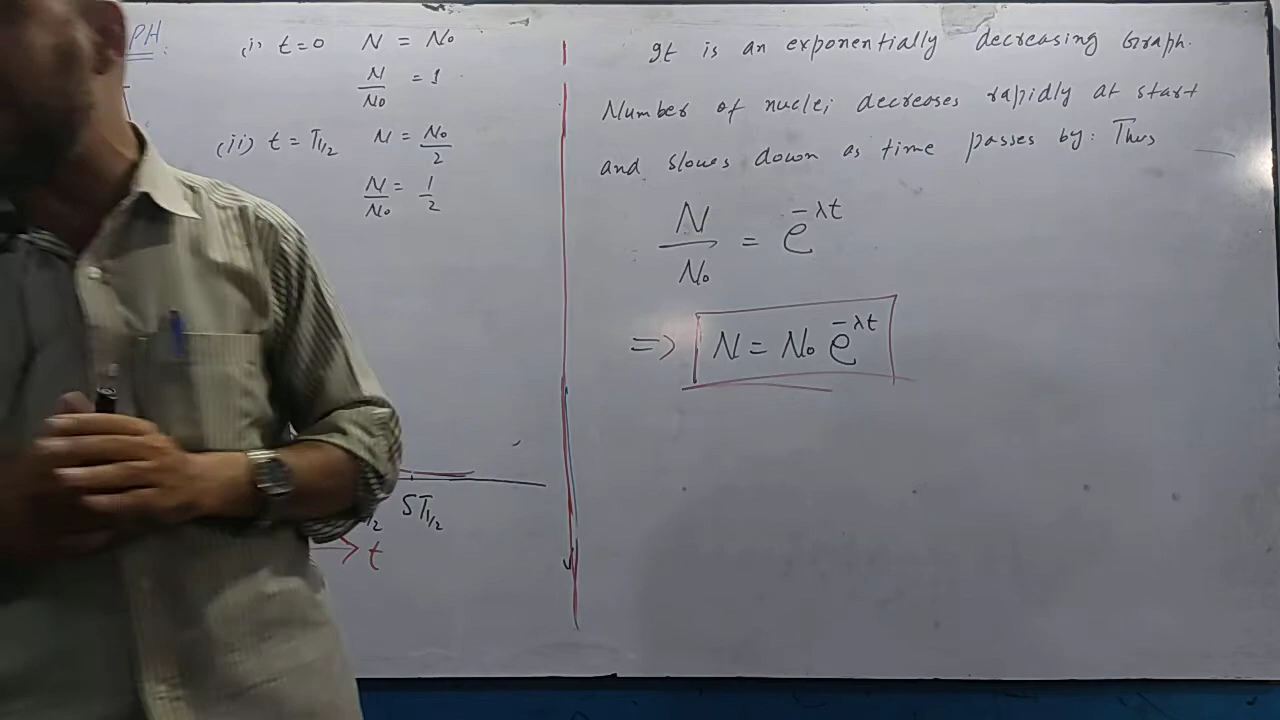 PH
(i) t=0 N = N₀
N/N₀ = 1
(ii) t = T₁/₂ N = N₀/2
N/N₀ = 1/2
5T₁/₂
t
It is an exponentially decreasing Graph.
Number of nuclei decreases rapidly at start
and slows down as time passes by: Thus
N/N₀ = e^-λt
=> N = N₀ e^-λt